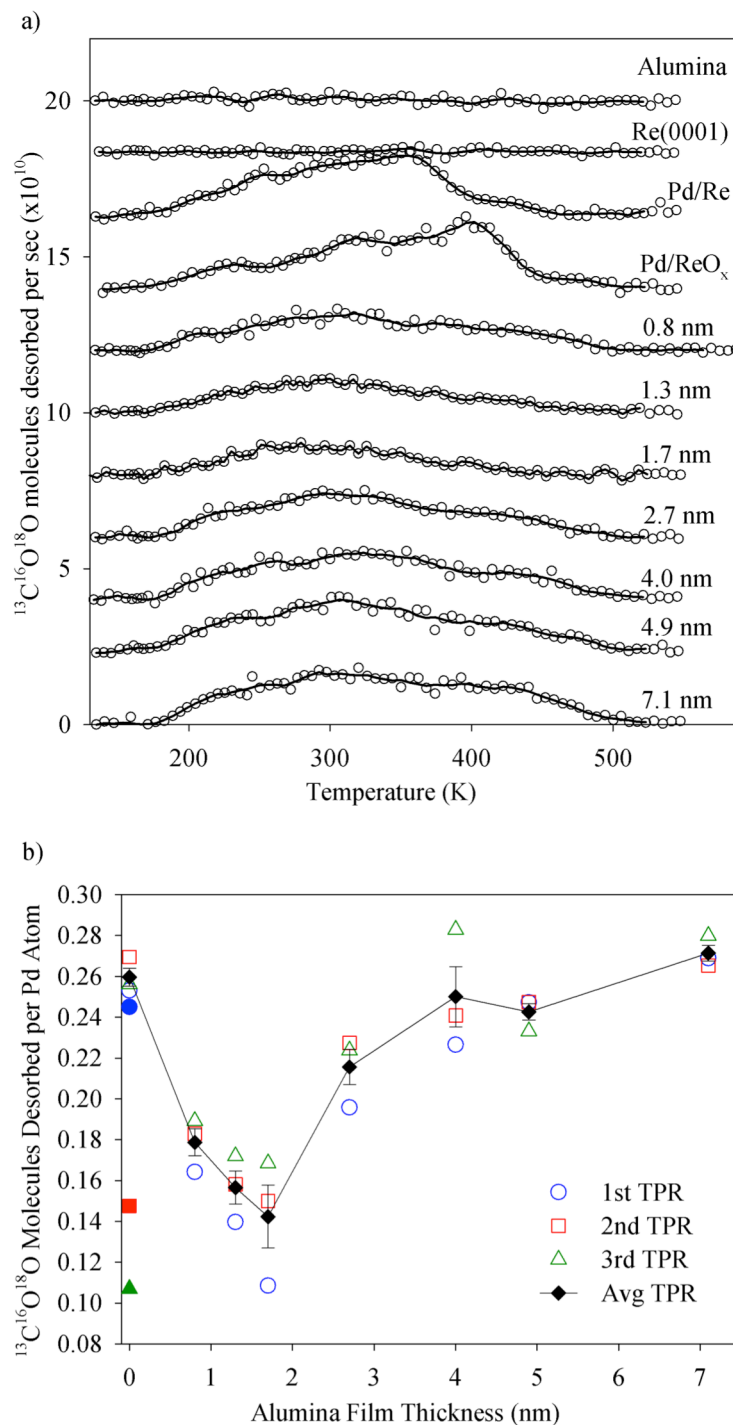 a)
Alumina
20
Re(0001)
Pd/Re
15
Pd/ReₓO
0.8 nm
10
1.3 nm
1.7 nm
2.7 nm
5
4.0 nm
4.9 nm
7.1 nm
0
200 300 400 500
Temperature (K)
¹³C¹⁶O¹⁸O molecules desorbed per sec (x10¹⁰)
b)
0.30
0.28
0.26
0.24
0.22
0.20
0.18
0.16
0.14
0.12
0.10
0.08
¹³C¹⁶O¹⁸O Molecules Desorbed per Pd Atom
1st TPR
2nd TPR
3rd TPR
Avg TPR
0 1 2 3 4 5 6 7
Alumina Film Thickness (nm)